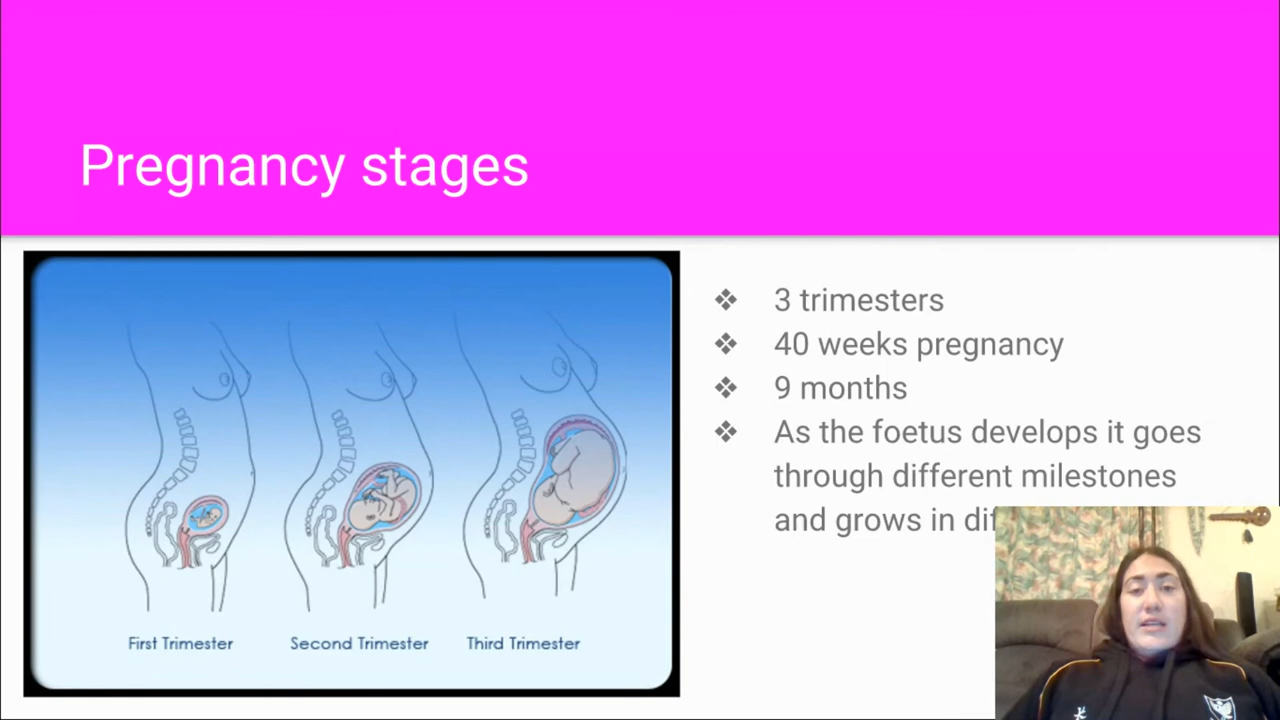 Pregnancy stages
❖ 3 trimesters
❖ 40 weeks pregnancy
❖ 9 months
❖ As the foetus develops it goes
through different milestones
and grows in
First Trimester
Second Trimester
Third Trimester